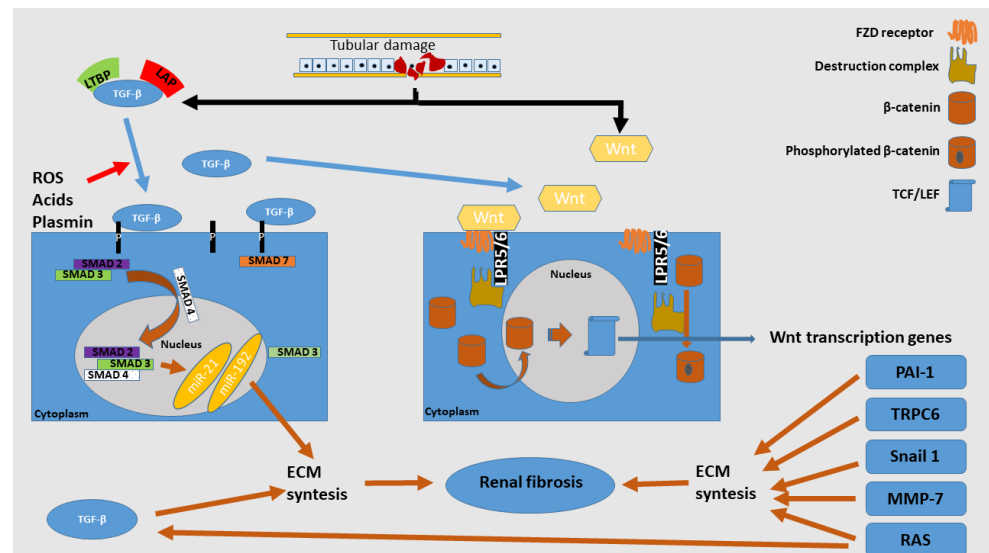 Tubular damage
LTBP
LAP
TGF-β
FZD receptor
Destruction complex
β-catenin
Phosphorylated β-catenin
TCF/LEF
Wnt
TGF-β
Wnt
ROS
Acids
Plasmin
TGF-β
TGF-β
Wnt
P
P
P
SMAD 2
SMAD 3
SMAD 4
SMAD 7
LPR5/6
LPR5/6
Nucleus
Nucleus
SMAD 2
SMAD 3
SMAD 4
miR-21
miR-192
SMAD 3
Cytoplasm
Cytoplasm
Wnt transcription genes
PAI-1
TRPC6
Snail 1
MMP-7
RAS
ECM
syntesis
Renal fibrosis
ECM
syntesis
TGF-β